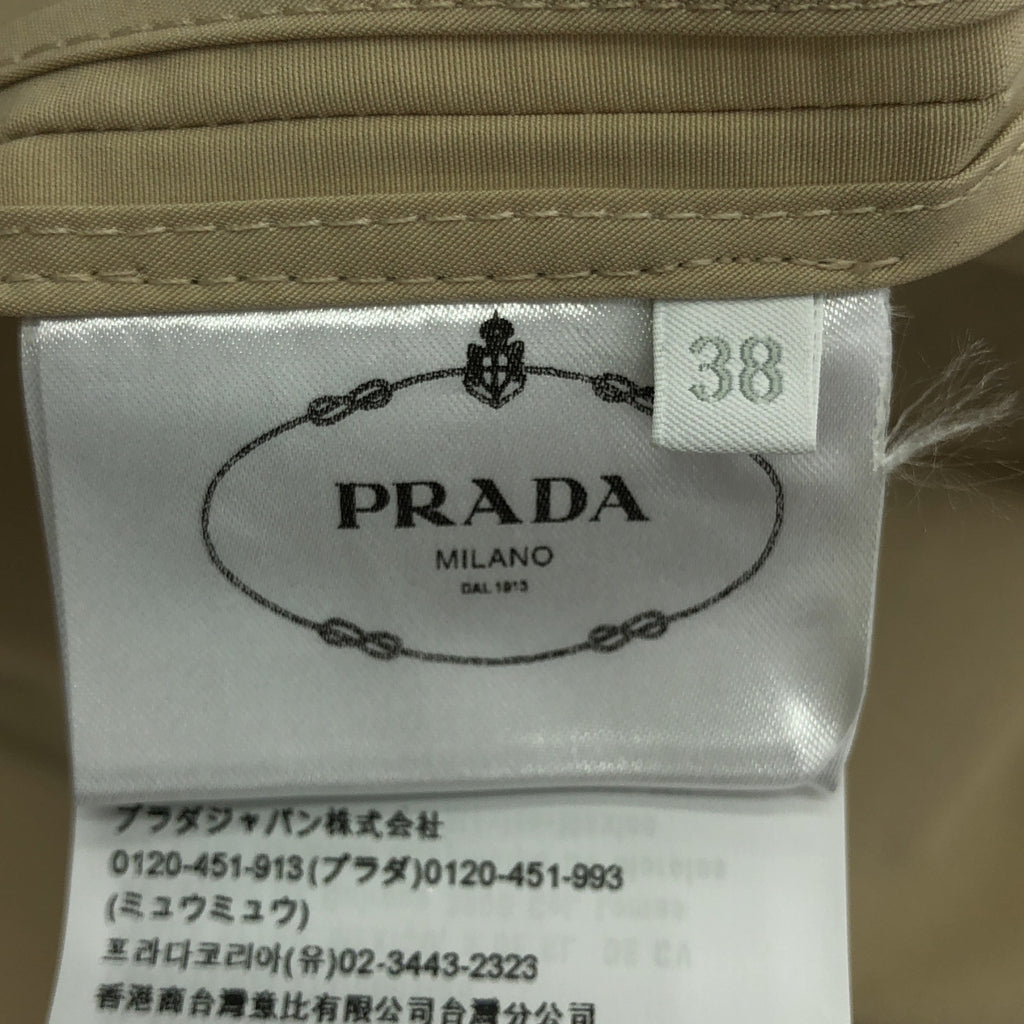 38
PRADA
MILANO
DAL 1913
プラダジャパン株式会社
0120-451-913(プラダ)0120-451-993
(ミュウミュウ)
프라다코리아(유)02-3443-2323
香港商台灣意比有限公司台灣分公司